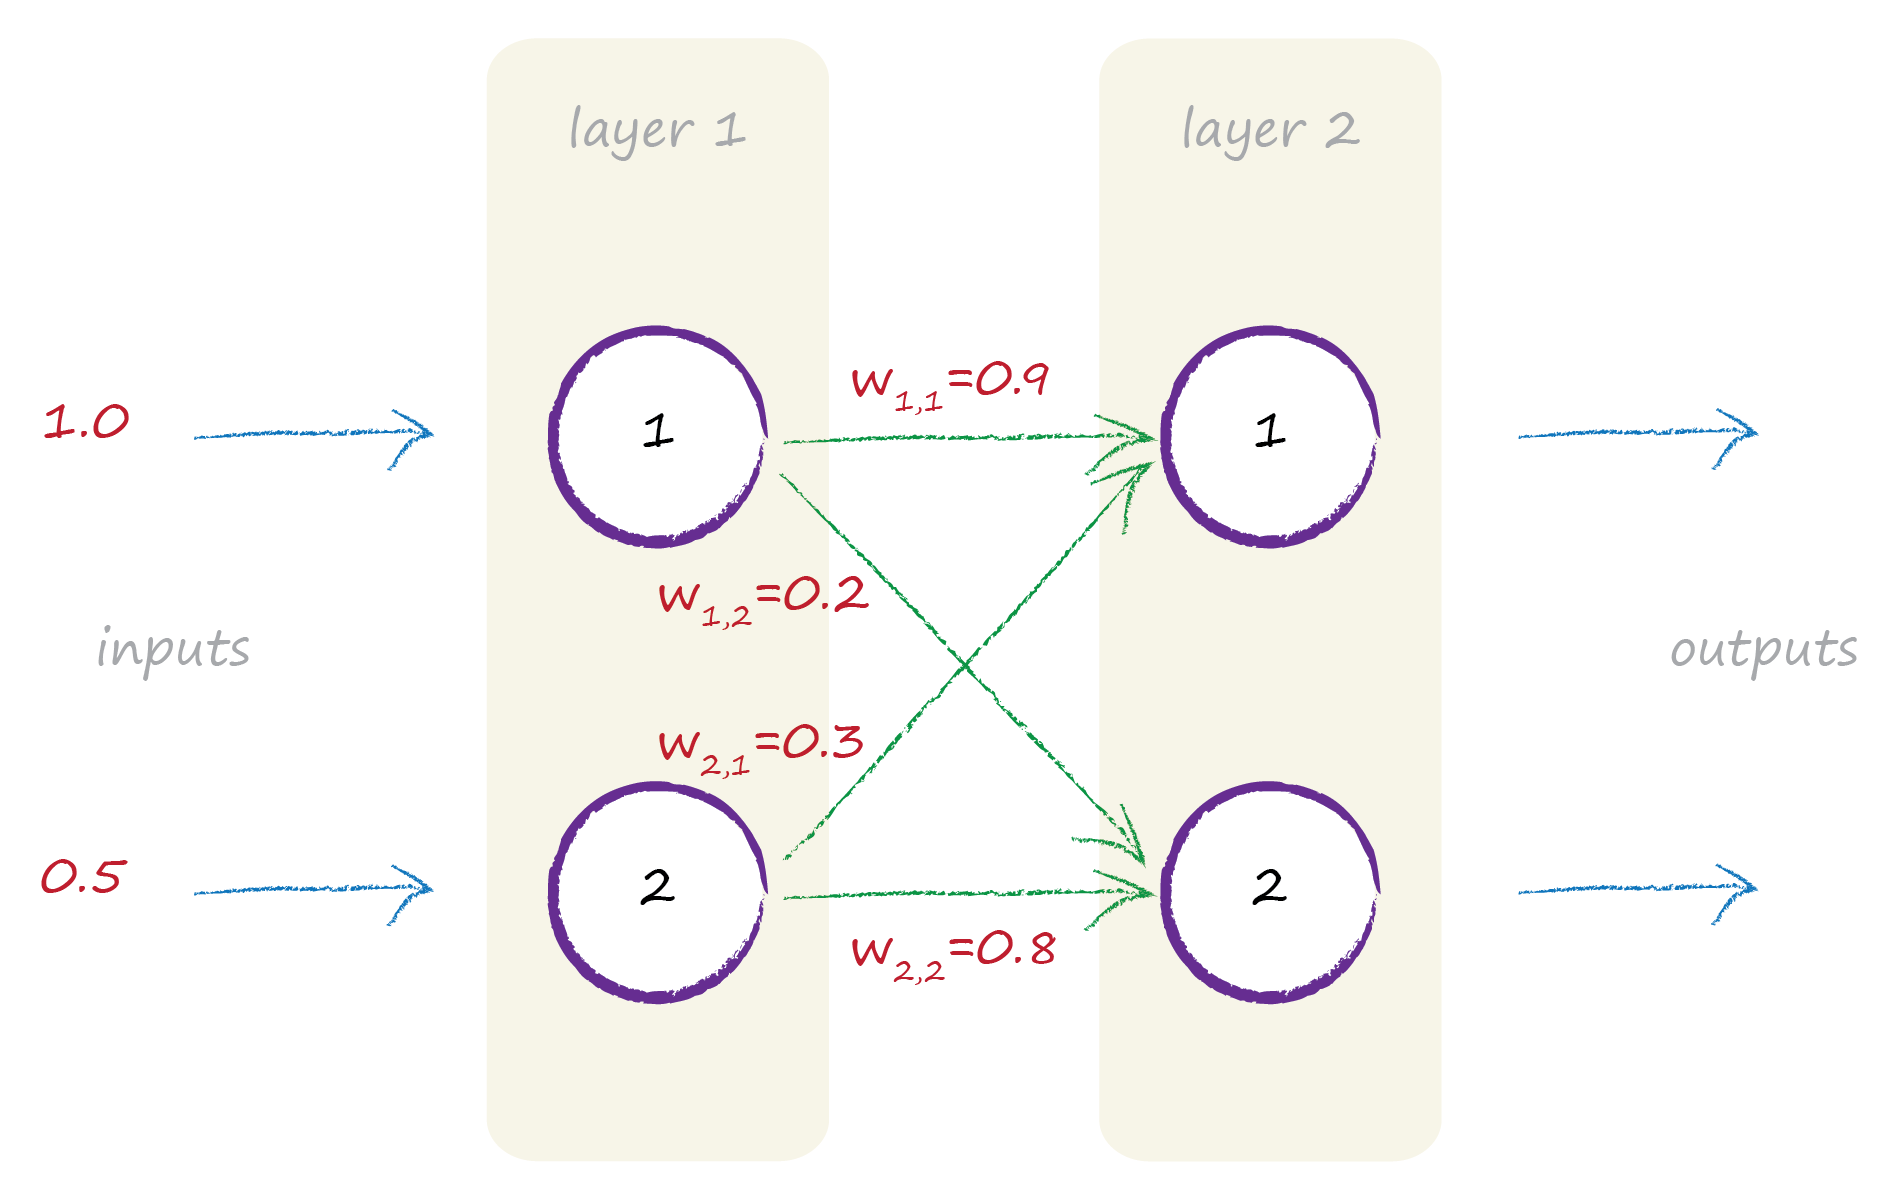 layer 1
layer 2
w1,1=0.9
1.0
1
1
w1,2=0.2
inputs
outputs
w2,1=0.3
0.5
2
2
w2,2=0.8